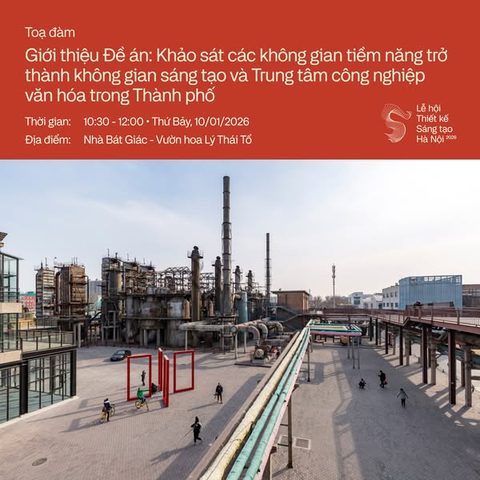 Toạ đàm
Giới thiệu Đề án: Khảo sát các không gian tiềm năng trở
thành không gian sáng tạo và Trung tâm công nghiệp
văn hóa trong Thành phố
Thời gian: 10:30 - 12:00 • Thứ Bảy, 10/01/2026
Địa điểm: Nhà Bát Giác - Vườn hoa Lý Thái Tổ
Lễ hội
Thiết kế
Sáng tạo
Hà Nội 2026